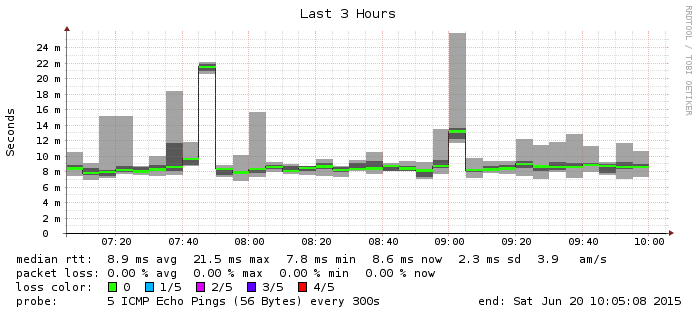 Last 3 Hours
RRDTOOL / TOBI OETIKER
Seconds
24 m
22 m
20 m
18 m
16 m
14 m
12 m
10 m
8 m
6 m
4 m
2 m
0
07:20 07:40 08:00 08:20 08:40 09:00 09:20 09:40 10:00
median rtt: 8.9 ms avg 21.5 ms max 7.8 ms min 8.6 ms now 2.3 ms sd 3.9 am/s
packet loss: 0.00 % avg 0.00 % max 0.00 % min 0.00 % now
loss color: 0 1/5 2/5 3/5 4/5
probe: 5 ICMP Echo Pings (56 Bytes) every 300s end: Sat Jun 20 10:05:08 2015